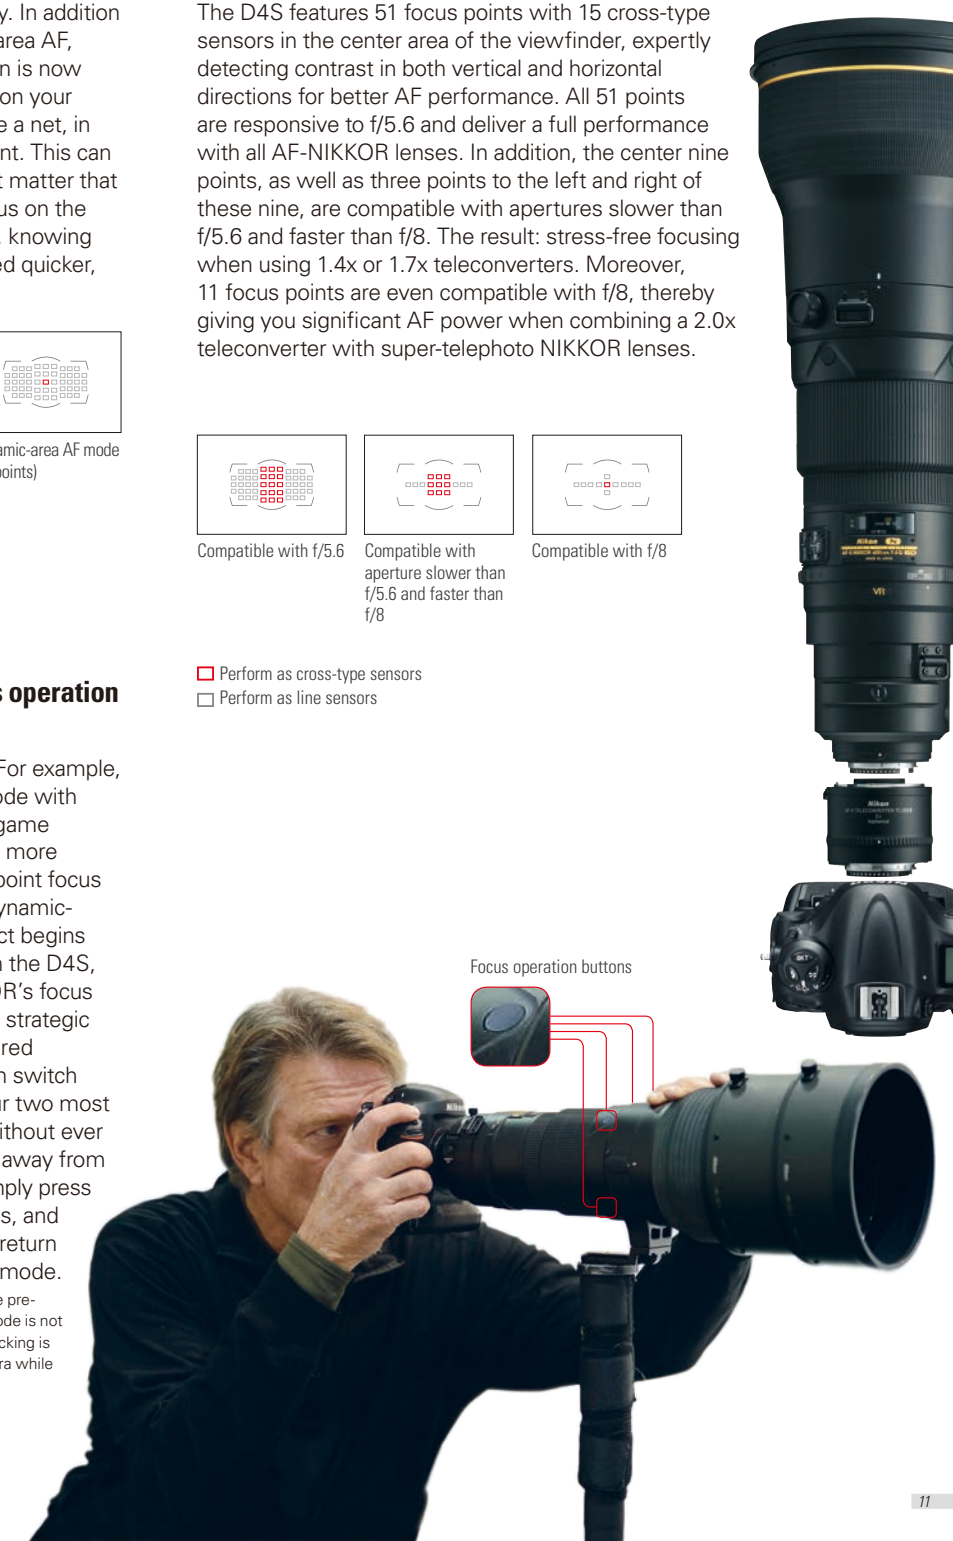 y. In addition
area AF,
n is now
on your
e a net, in
nt. This can
t matter that
us on the
, knowing
ed quicker,
amic-area AF mode
points)
s operation
For example,
ode with
game
more
point focus
ynamic-
ct begins
n the D4S,
OR's focus
strategic
red
n switch
ur two most
ithout ever
away from
mply press
s, and
return
mode.
e pre-
ode is not
cking is
ra while
The D4S features 51 focus points with 15 cross-type
sensors in the center area of the viewfinder, expertly
detecting contrast in both vertical and horizontal
directions for better AF performance. All 51 points
are responsive to f/5.6 and deliver a full performance
with all AF-NIKKOR lenses. In addition, the center nine
points, as well as three points to the left and right of
these nine, are compatible with apertures slower than
f/5.6 and faster than f/8. The result: stress-free focusing
when using 1.4x or 1.7x teleconverters. Moreover,
11 focus points are even compatible with f/8, thereby
giving you significant AF power when combining a 2.0x
teleconverter with super-telephoto NIKKOR lenses.
Compatible with f/5.6
Compatible with
aperture slower than
f/5.6 and faster than
f/8
Compatible with f/8
Perform as cross-type sensors
Perform as line sensors
Focus operation buttons
Nikon
VR
Nikon
Nikon
11